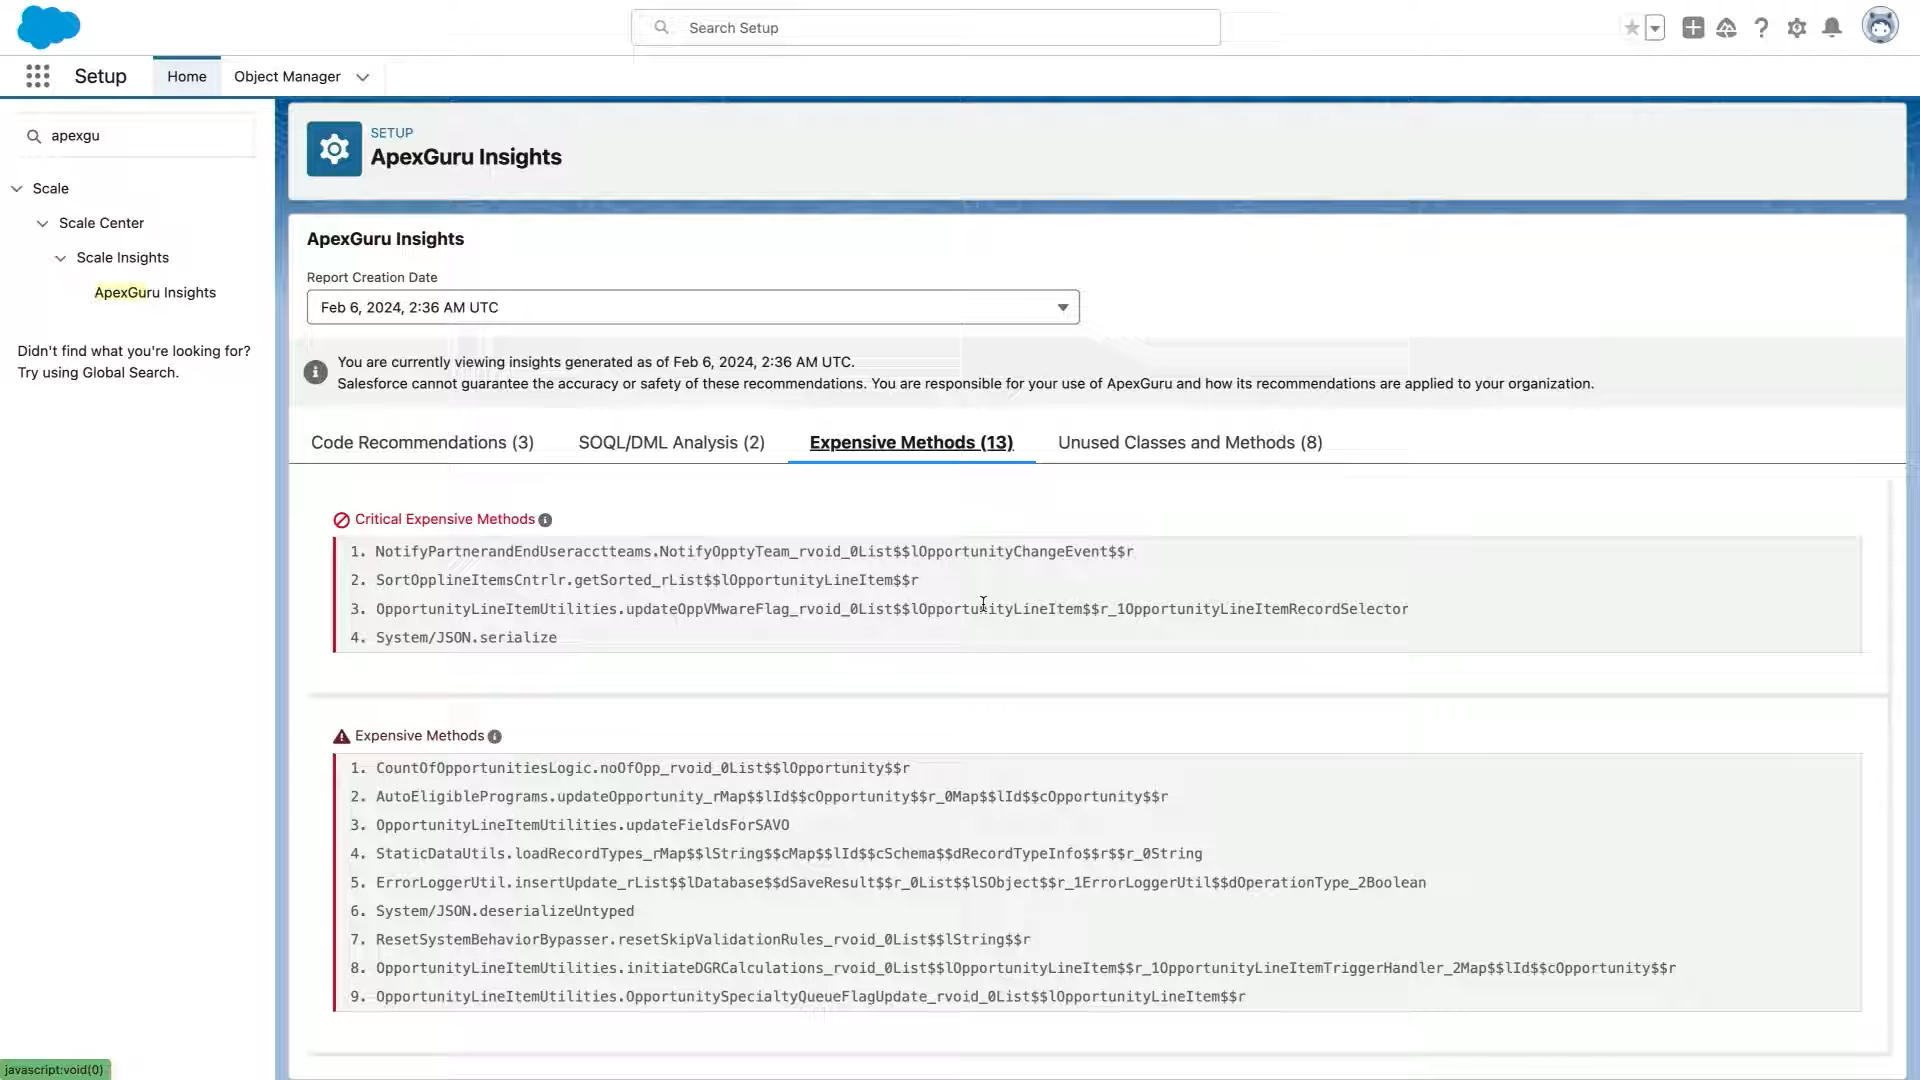 Search Setup
Setup
Home
Object Manager
apexgu
Scale
Scale Center
Scale Insights
ApexGuru Insights
Didn't find what you're looking for?
Try using Global Search.
SETUP
ApexGuru Insights
ApexGuru Insights
Report Creation Date
Feb 6, 2024, 2:36 AM UTC
You are currently viewing insights generated as of Feb 6, 2024, 2:36 AM UTC.
Salesforce cannot guarantee the accuracy or safety of these recommendations. You are responsible for your use of ApexGuru and how its recommendations are applied to your organization.
Code Recommendations (3)
SOQL/DML Analysis (2)
Expensive Methods (13)
Unused Classes and Methods (8)
Critical Expensive Methods
1. NotifyPartnerandEndUseracctteams.NotifyOpptyTeam_rvoid_0List$$lOpportunityChangeEvent$$r
2. SortOpplineItemsCntrlr.getSorted_rList$$lOpportunityLineItem$$r
3. OpportunityLineItemUtilities.updateOppVMwareFlag_rvoid_0List$$lOpportunityLineItem$$r_1OpportunityLineItemRecordSelector
4. System/JSON.serialize
Expensive Methods
1. CountOfOpportunitiesLogic.noOfOpp_rvoid_0List$$lOpportunity$$r
2. AutoEligiblePrograms.updateOpportunity_rMap$$lId$$cOpportunity$$r_0Map$$lId$$cOpportunity$$r
3. OpportunityLineItemUtilities.updateFieldsForSAVO
4. StaticDataUtils.loadRecordTypes_rMap$$lString$$cMap$$lId$$cSchema$$dRecordTypeInfo$$r$$r_0String
5. ErrorLoggerUtil.insertUpdate_rList$$lDatabase$$dSaveResult$$r_0List$$lSObject$$r_1ErrorLoggerUtil$$dOperationType_2Boolean
6. System/JSON.deserializeUntyped
7. ResetSystemBehaviorBypasser.resetSkipValidationRules_rvoid_0List$$lString$$r
8. OpportunityLineItemUtilities.initiateDGRCalculations_rvoid_0List$$lOpportunityLineItem$$r_1OpportunityLineItemTriggerHandler_2Map$$lId$$cOpportunity$$r
9. OpportunityLineItemUtilities.OpportunitySpecialtyQueueFlagUpdate_rvoid_0List$$lOpportunityLineItem$$r
javascript:void(0)